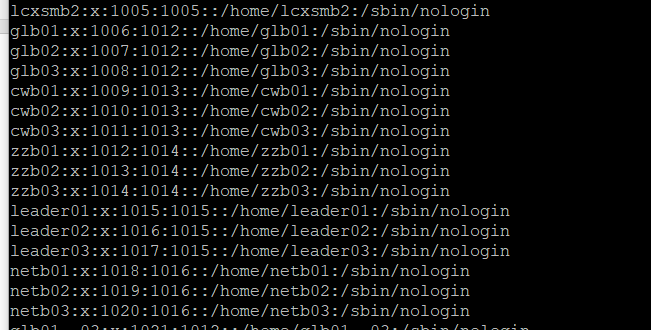 lcxsmb2:x:1005:1005::/home/lcxsmb2:/sbin/nologin
glb01:x:1006:1012::/home/glb01:/sbin/nologin
glb02:x:1007:1012::/home/glb02:/sbin/nologin
glb03:x:1008:1012::/home/glb03:/sbin/nologin
cwb01:x:1009:1013::/home/cwb01:/sbin/nologin
cwb02:x:1010:1013::/home/cwb02:/sbin/nologin
cwb03:x:1011:1013::/home/cwb03:/sbin/nologin
zzb01:x:1012:1014::/home/zzb01:/sbin/nologin
zzb02:x:1013:1014::/home/zzb02:/sbin/nologin
zzb03:x:1014:1014::/home/zzb03:/sbin/nologin
leader01:x:1015:1015::/home/leader01:/sbin/nologin
leader02:x:1016:1015::/home/leader02:/sbin/nologin
leader03:x:1017:1015::/home/leader03:/sbin/nologin
netb01:x:1018:1016::/home/netb01:/sbin/nologin
netb02:x:1019:1016::/home/netb02:/sbin/nologin
netb03:x:1020:1016::/home/netb03:/sbin/nologin